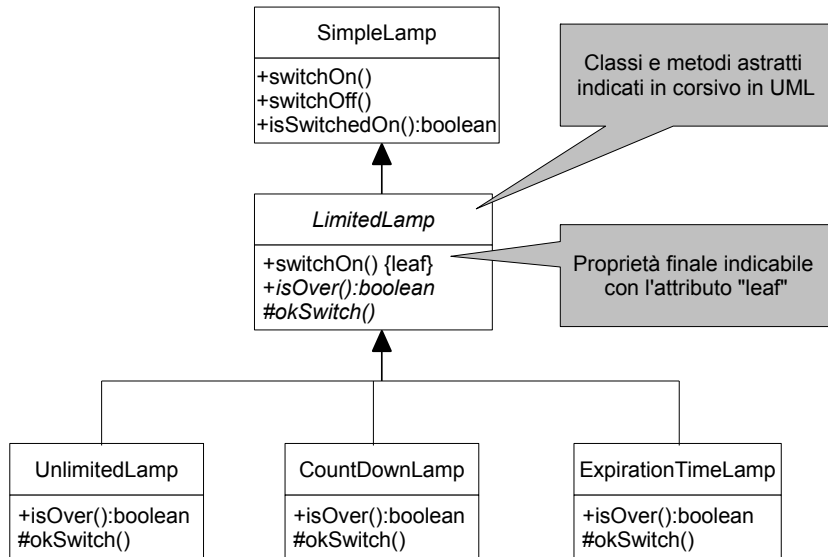 SimpleLamp
+switchOn()
+switchOff()
+isSwitchedOn():boolean
Classi e metodi astratti
indicati in corsivo in UML
LimitedLamp
+switchOn() {leaf}
+isOver():boolean
#okSwitch()
Proprietà finale indicabile
con l'attributo "leaf"
UnlimitedLamp
+isOver():boolean
#okSwitch()
CountDownLamp
+isOver():boolean
#okSwitch()
ExpirationTimeLamp
+isOver():boolean
#okSwitch()